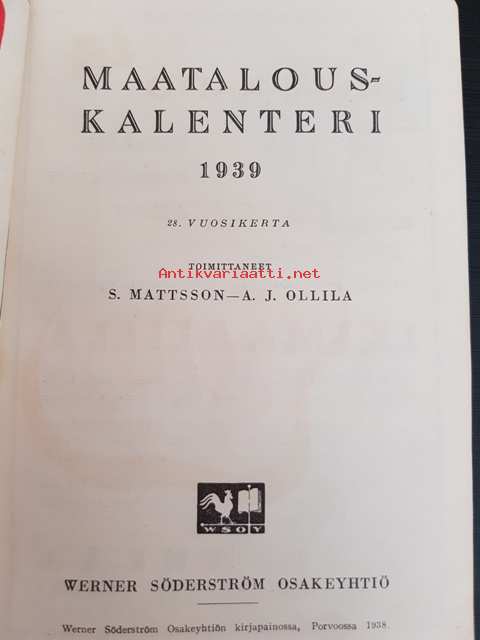 MAATALOUS-
KALENTERI
1939
28. VUOSIKERTA
TOIMITTANEET
Antikvariaatti.net
S. MATTSSON—A. J. OLLILA
WSOY
WERNER SÖDERSTRÖM OSAKEYHTIÖ
Werner Söderström Osakeyhtiön kirjapainossa, Porvoossa 1938.